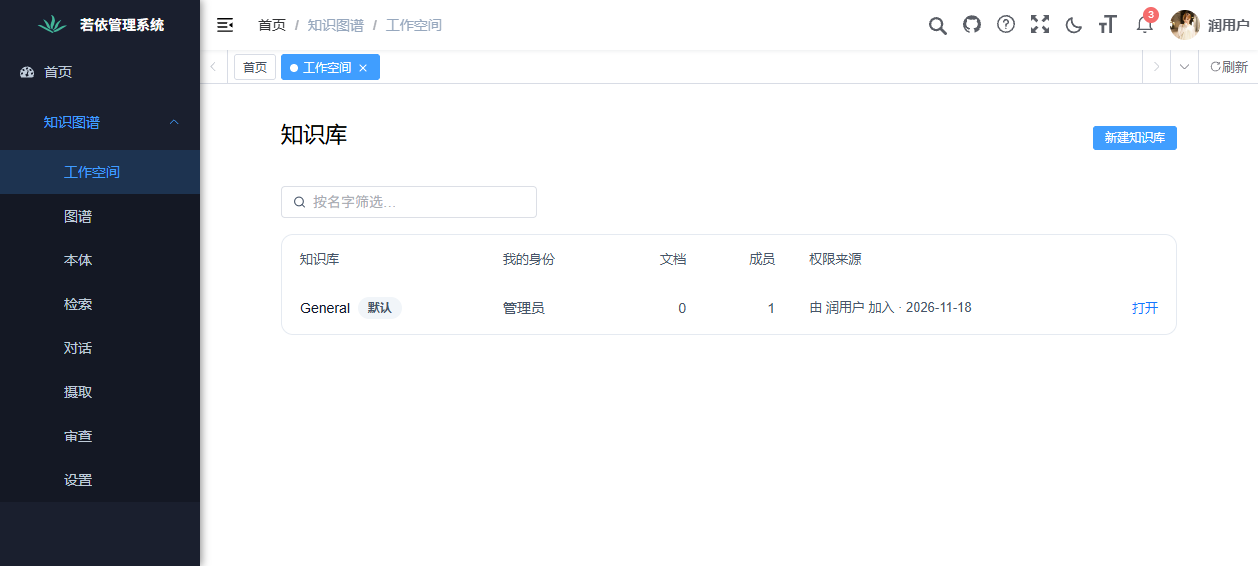 若依管理系统
首页 / 知识图谱 / 工作空间
3
润用户
首页
工作空间
刷新
首页
知识图谱
工作空间
图谱
本体
检索
对话
摄取
审查
设置
知识库
新建知识库
按名字筛选...
知识库 我的身份 文档 成员 权限来源
General 默认 管理员 0 1 由 润用户 加入 · 2026-11-18 打开